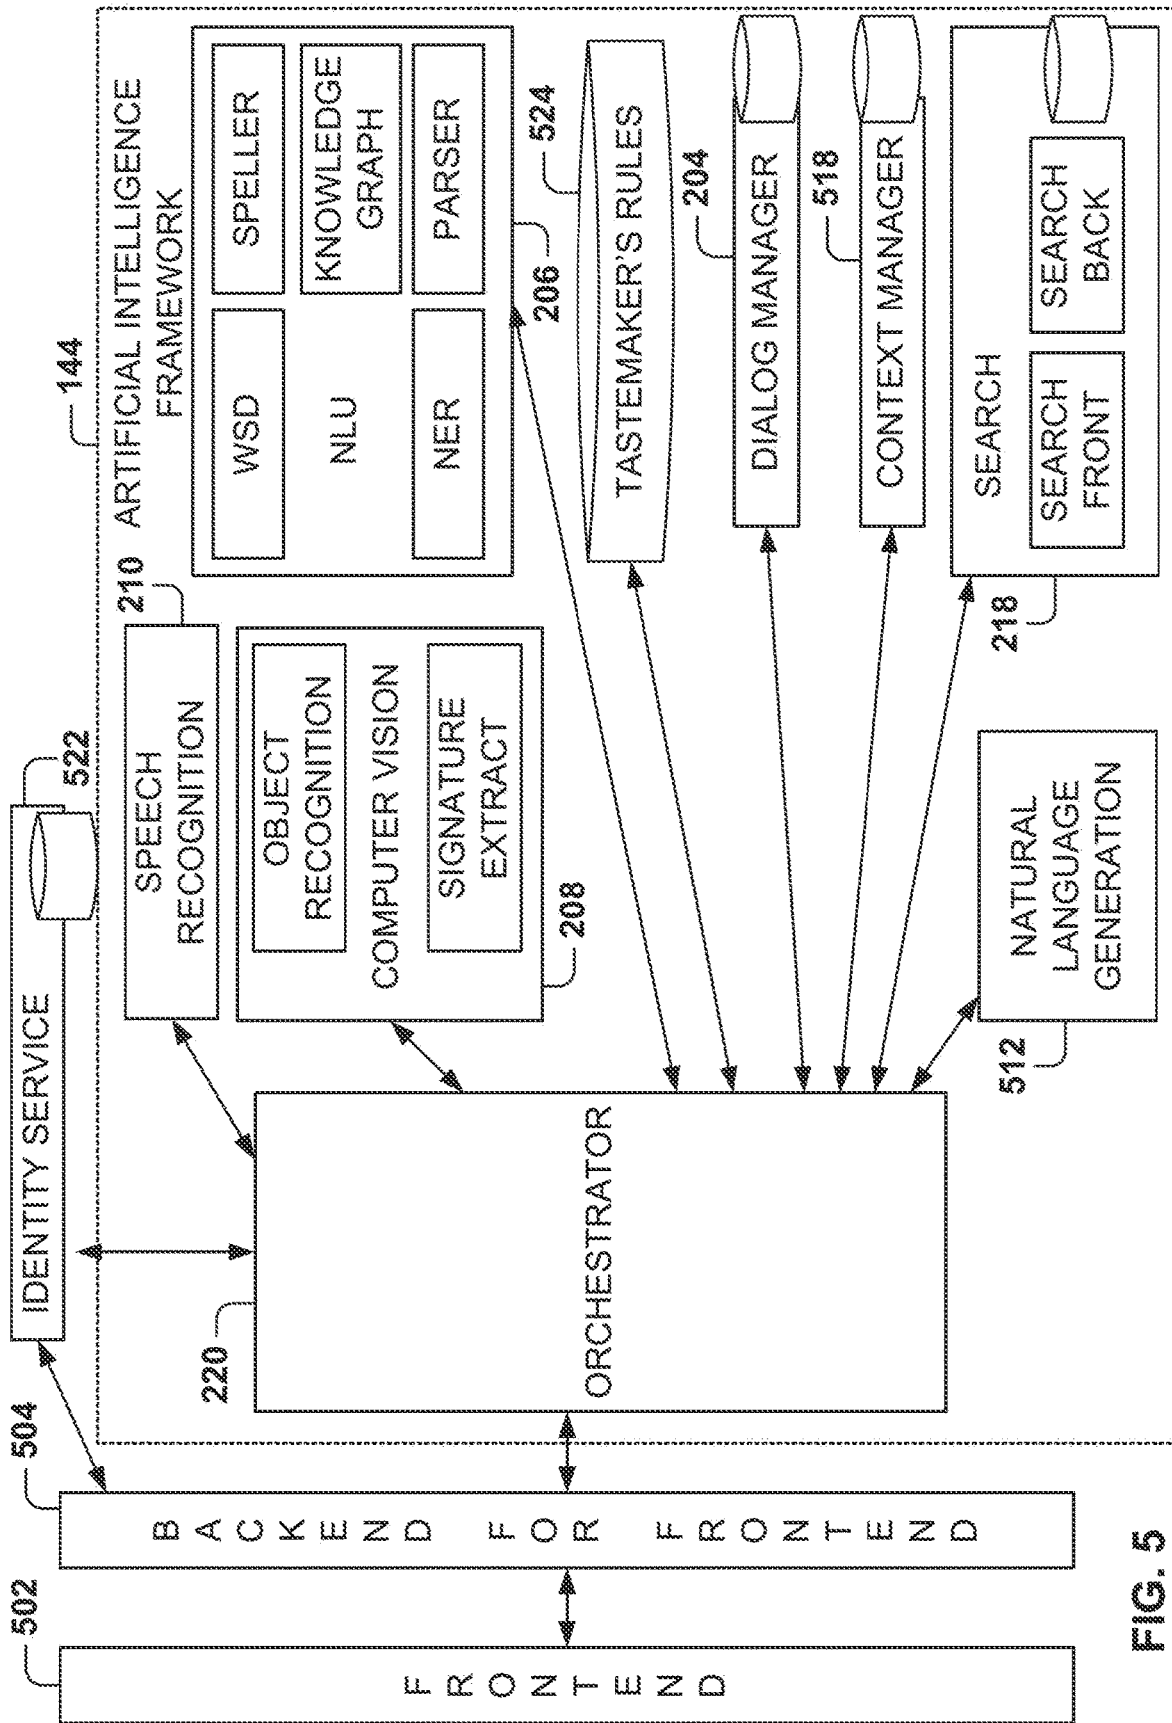 502
FRONTEND
504
BACKEND FOR FRONTEND
IDENTITY SERVICE
522
144
ARTIFICIAL INTELLIGENCE
FRAMEWORK
220
ORCHESTRATOR
SPEECH
RECOGNITION
210
OBJECT
RECOGNITION
COMPUTER VISION
SIGNATURE
EXTRACT
208
WSD
SPELLER
NLU
KNOWLEDGE
GRAPH
NER
PARSER
206
TASTEMAKER'S RULES
524
DIALOG MANAGER
204
CONTEXT MANAGER
518
SEARCH
SEARCH
FRONT
SEARCH
BACK
218
NATURAL
LANGUAGE
GENERATION
512
FIG. 5